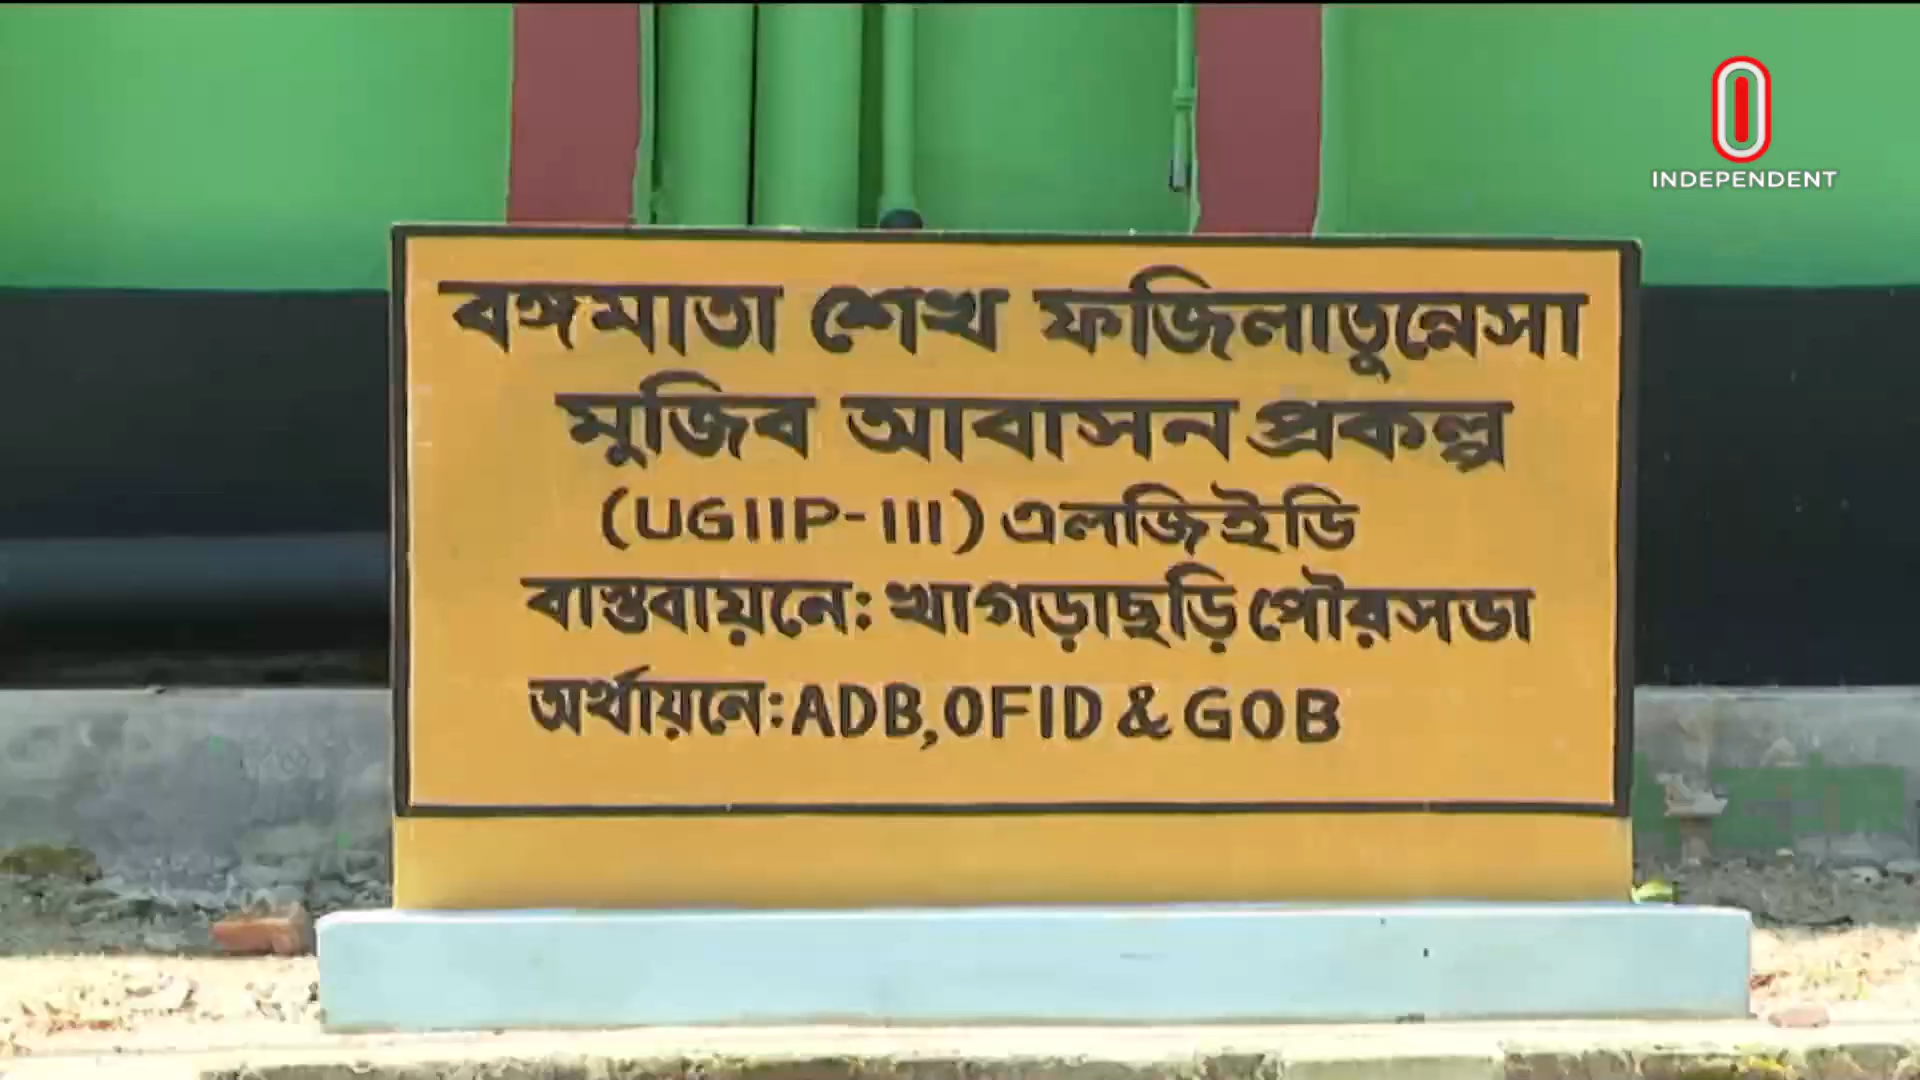 INDEPENDENT
বঙ্গমাতা শেখ ফজিলাতুন্নেসা
মুজিব আবাসন প্রকল্প
(UGIIP-III) এলজিইডি
বাস্তবায়নে: খাগড়াছড়ি পৌরসভা
অর্থায়নে: ADB, OFID & GOB